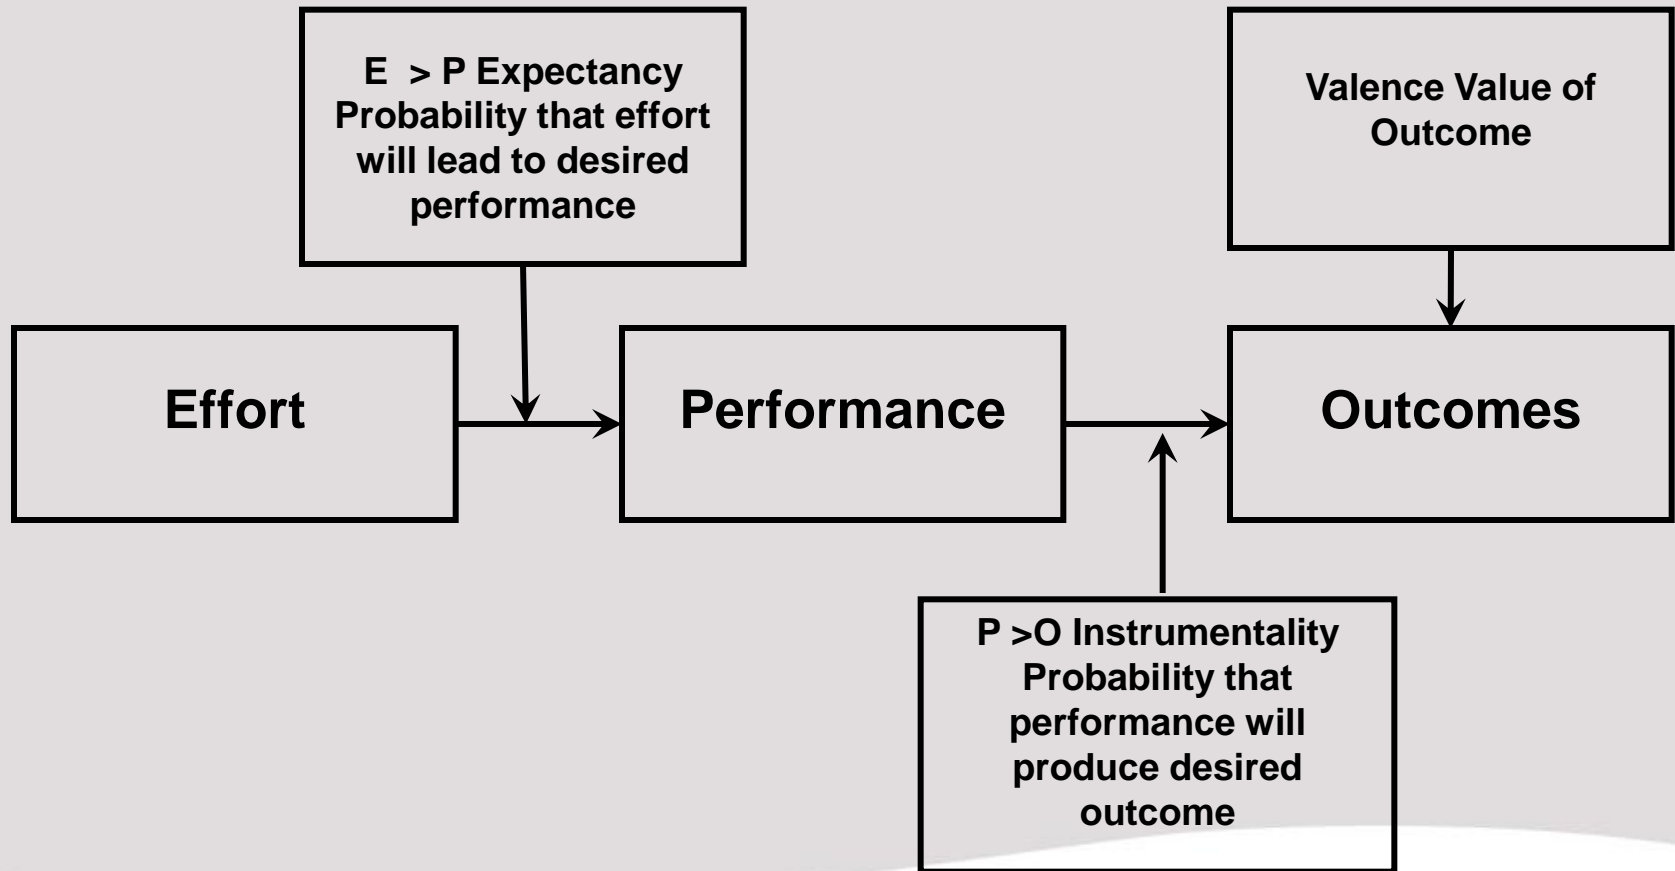 E > P Expectancy
Probability that effort
will lead to desired
performance
Valence Value of
Outcome
Effort
Performance
Outcomes
P >O Instrumentality
Probability that
performance will
produce desired
outcome